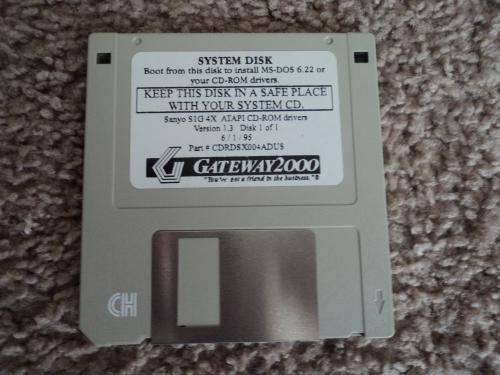 SYSTEM DISK
Boot from this disk to install MS-DOS 6.22 or
your CD-ROM drivers.
KEEP THIS DISK IN A SAFE PLACE
WITH YOUR SYSTEM CD.
Sanyo S1G 4X ATAPI CD-ROM drivers
Version 1.3 Disk 1 of 1
6/1/95
Part # CDRDSX004ADUS
GATEWAY2000
"You've got a friend in the business."®
CH